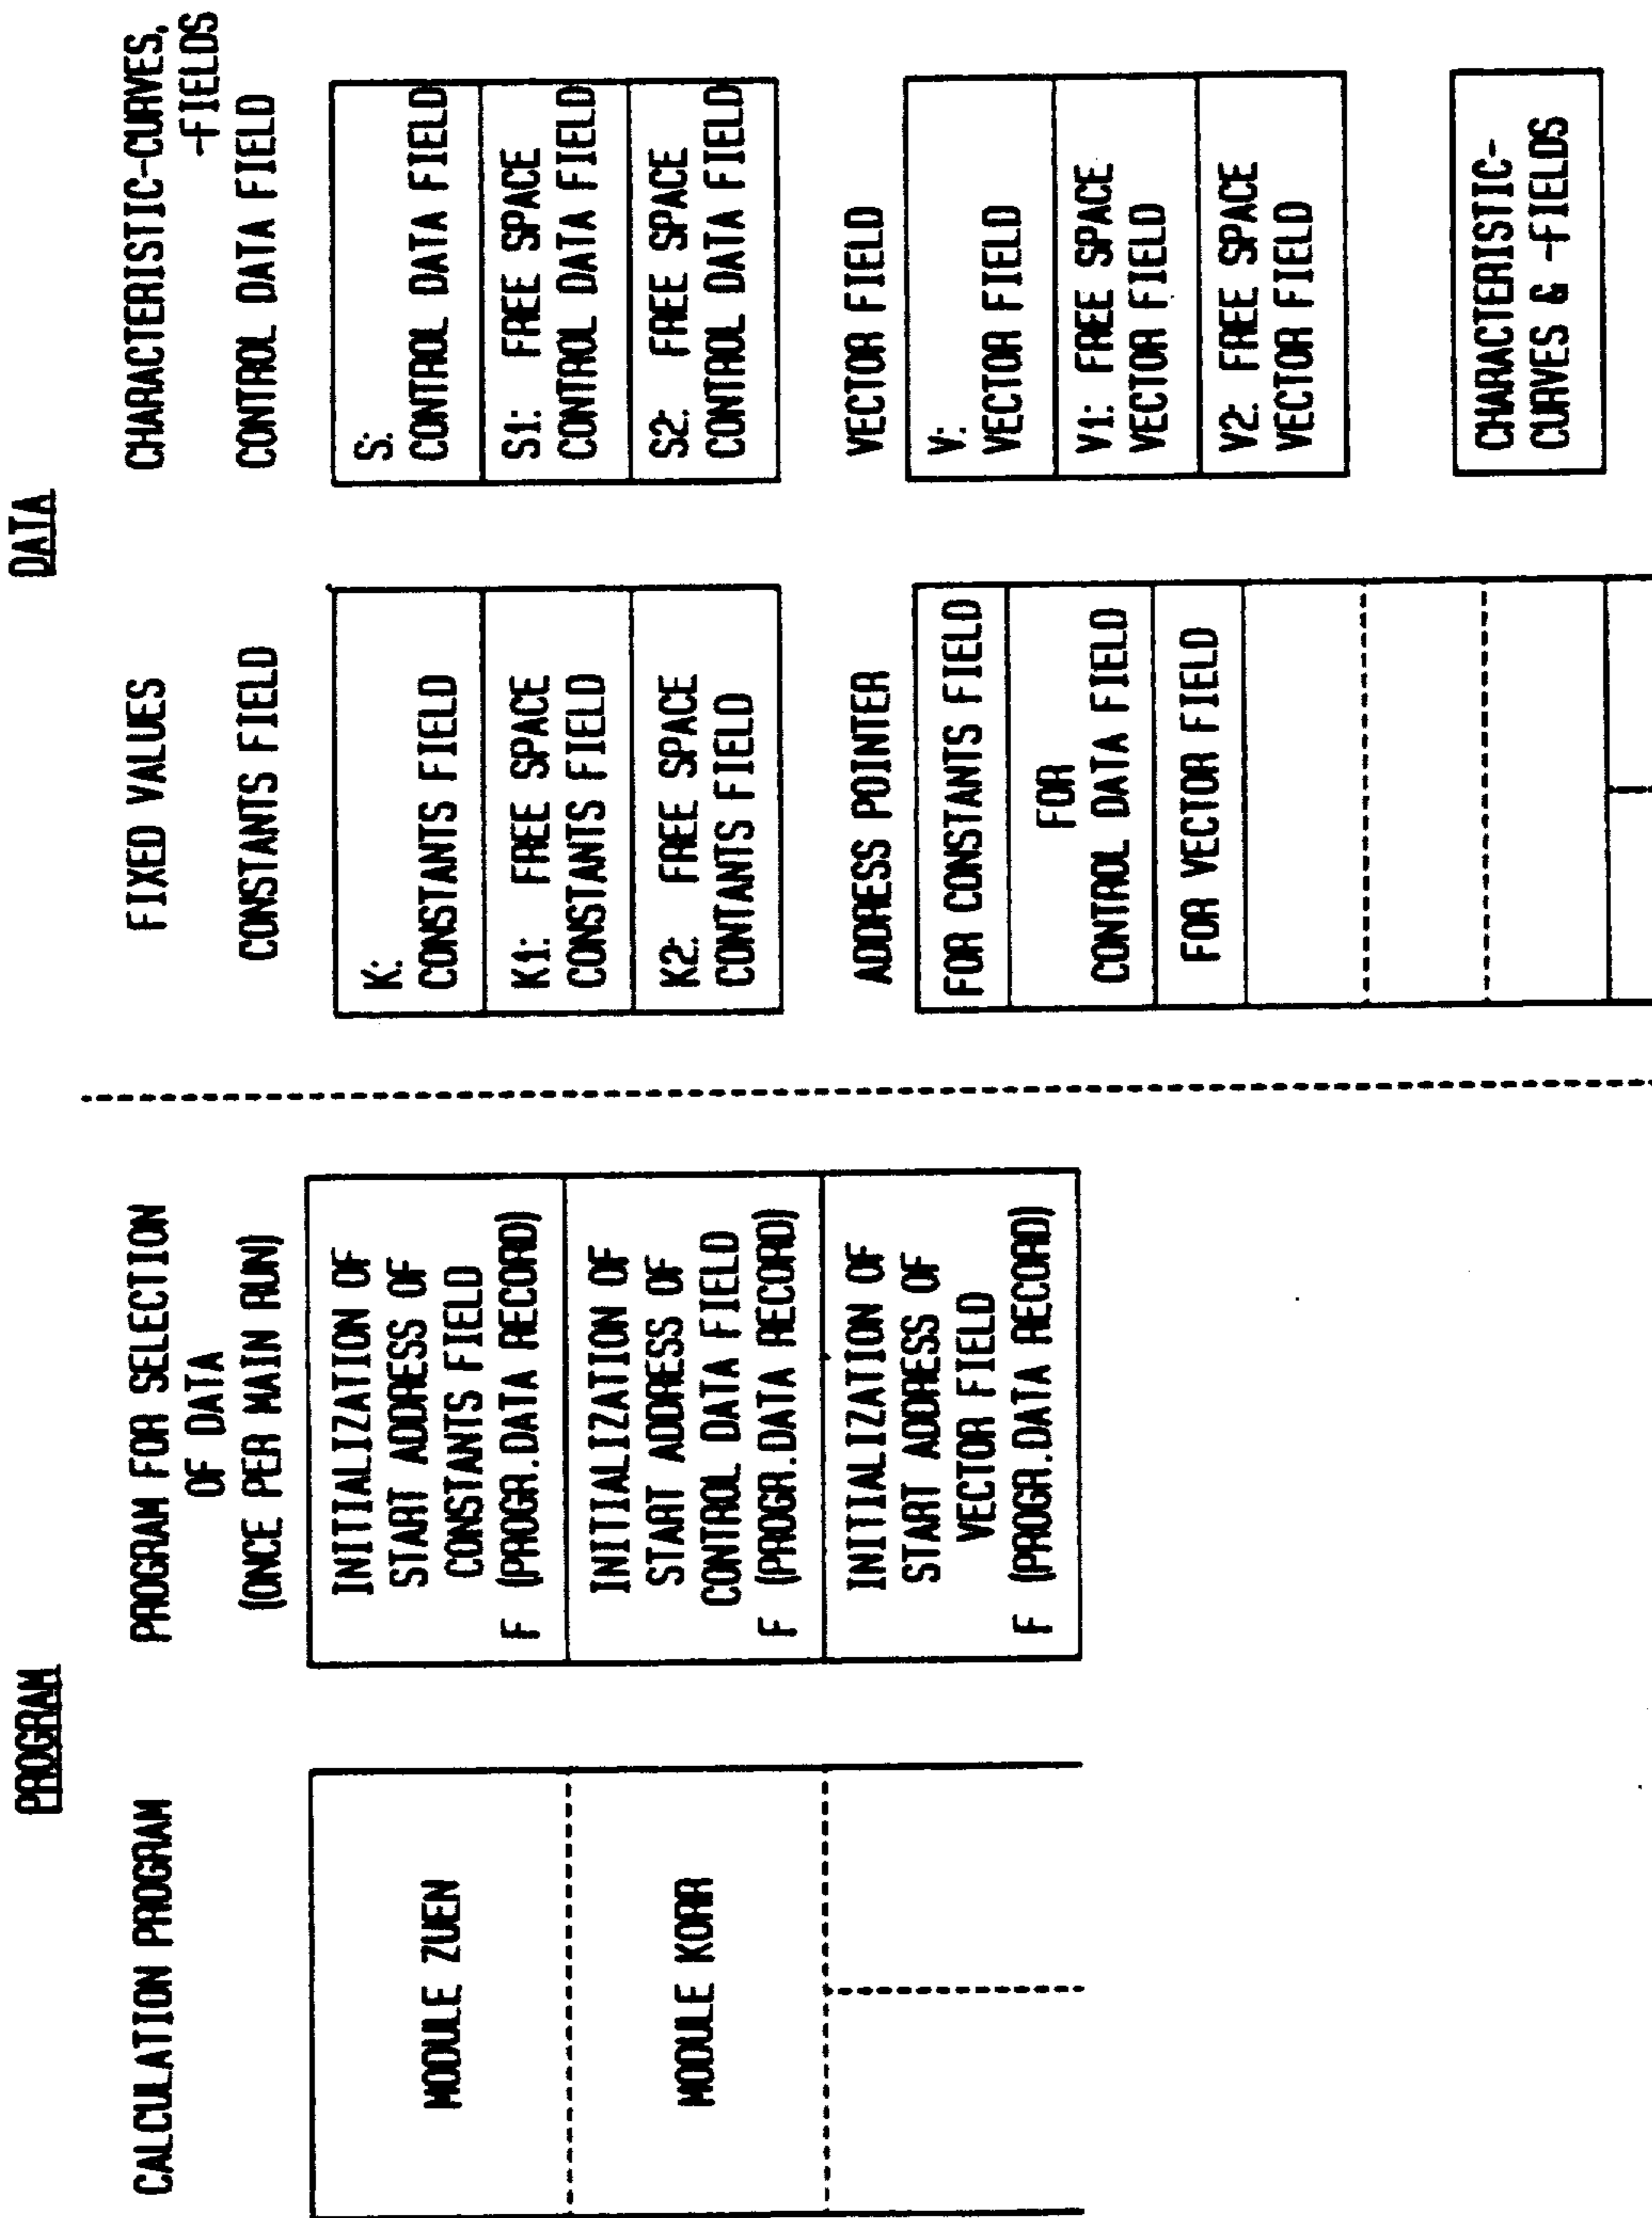 PROGRAM
CALCULATION PROGRAM
MODULE ZUEN
MODULE KORR
PROGRAM FOR SELECTION
OF DATA
(ONCE PER MAIN RUN)
INITIALIZATION OF
START ADDRESS OF
CONSTANTS FIELD
F (PROGR.DATA RECORD)
INITIALIZATION OF
START ADDRESS OF
CONTROL DATA FIELD
F (PROGR.DATA RECORD)
INITIALIZATION OF
START ADDRESS OF
VECTOR FIELD
F (PROGR.DATA RECORD)
DATA
FIXED VALUES
CONSTANTS FIELD
K:
CONSTANTS FIELD
K1: FREE SPACE
CONSTANTS FIELD
K2: FREE SPACE
CONTANTS FIELD
ADDRESS POINTER
FOR CONSTANTS FIELD
FOR
CONTROL DATA FIELD
FOR VECTOR FIELD
CHARACTERISTIC-CURVES,
-FIELDS
CONTROL DATA FIELD
S:
CONTROL DATA FIELD
S1: FREE SPACE
CONTROL DATA FIELD
S2: FREE SPACE
CONTROL DATA FIELD
VECTOR FIELD
V:
VECTOR FIELD
V1: FREE SPACE
VECTOR FIELD
V2: FREE SPACE
VECTOR FIELD
CHARACTERISTIC-
CURVES & -FIELDS